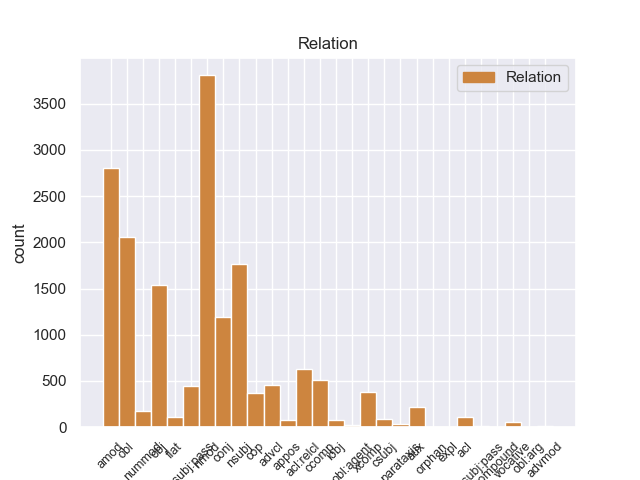 Relation
Relation
count
3500
3000
2500
2000
1500
1000
500
0
amod
obl
nummod
obj
flat
nsubj:pass
nmod
conj
nsubj
cop
advcl
appos
acl:relcl
ccomp
iobj
obl:agent
xcomp
csubj
parataxis
aux
orphan
expl
acl
csubj:pass
compound
vocative
obl:arg
advmod